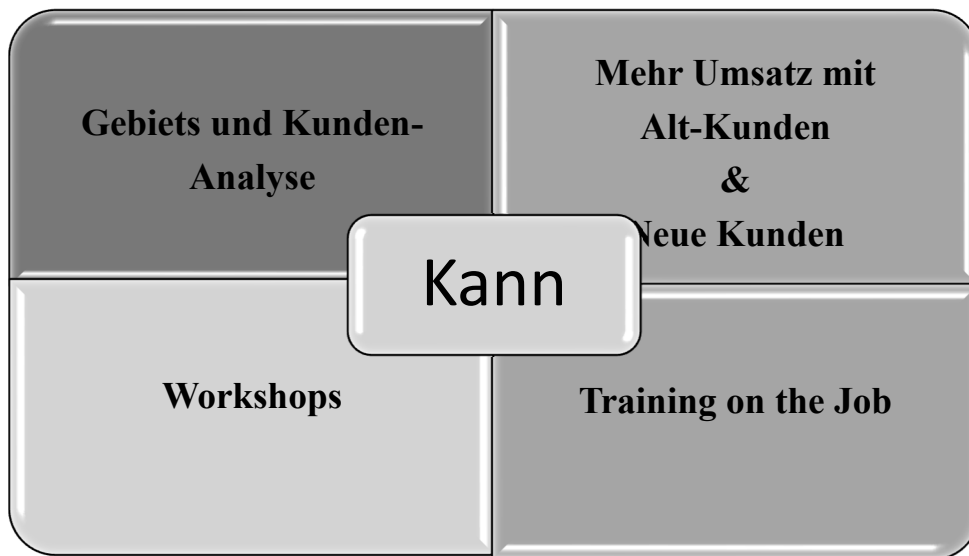 Gebiets und Kunden-
Analyse
Mehr Umsatz mit
Alt-Kunden
&
Neue Kunden
Kann
Workshops
Training on the Job